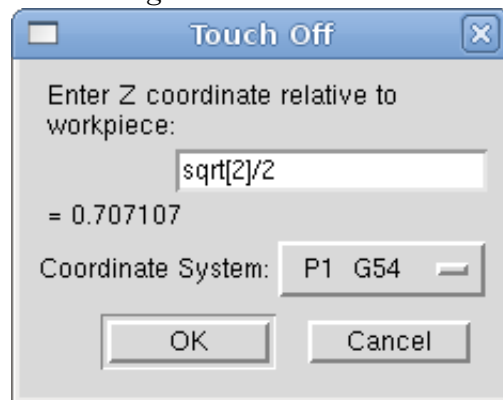 Touch Off
Enter Z coordinate relative to
workpiece:
sqrt[2]/2
= 0.707107
Coordinate System: P1 G54
OK Cancel